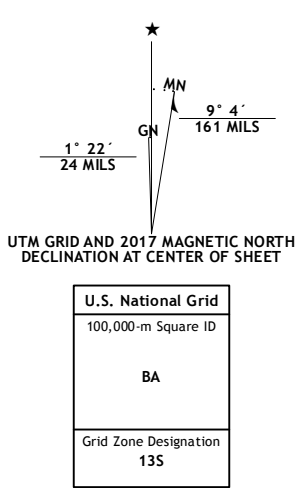 ★
MN
GN
9° 4´
161 MILS
1° 22´
24 MILS
UTM GRID AND 2017 MAGNETIC NORTH
DECLINATION AT CENTER OF SHEET
U.S. National Grid
100,000-m Square ID
BA
Grid Zone Designation
13S